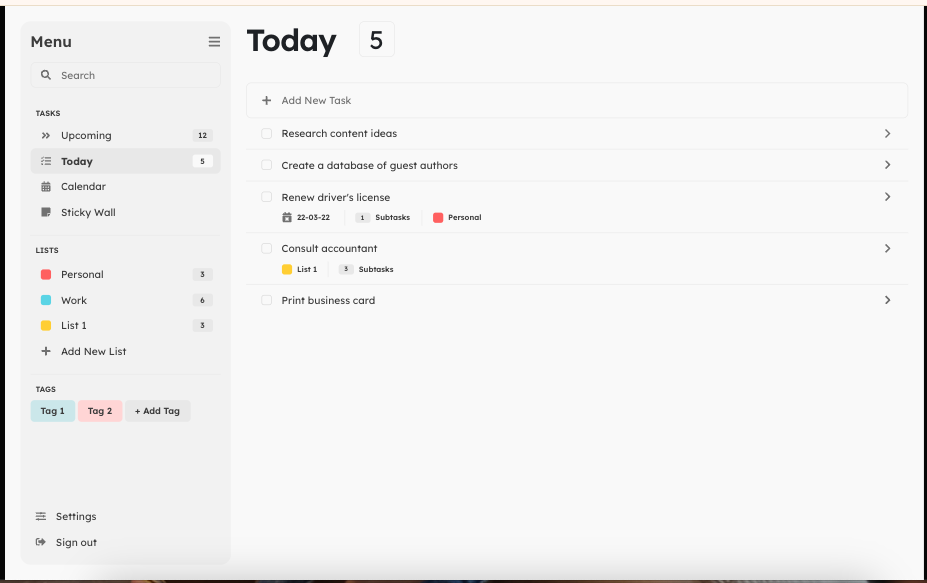 Menu
Search
TASKS
Upcoming 12
Today 5
Calendar
Sticky Wall
LISTS
Personal 3
Work 6
List 1 3
+ Add New List
TAGS
Tag 1 Tag 2 + Add Tag
Settings
Sign out
Today 5
+ Add New Task
Research content ideas
Create a database of guest authors
Renew driver's license
22-03-22 1 Subtasks Personal
Consult accountant
List 1 3 Subtasks
Print business card